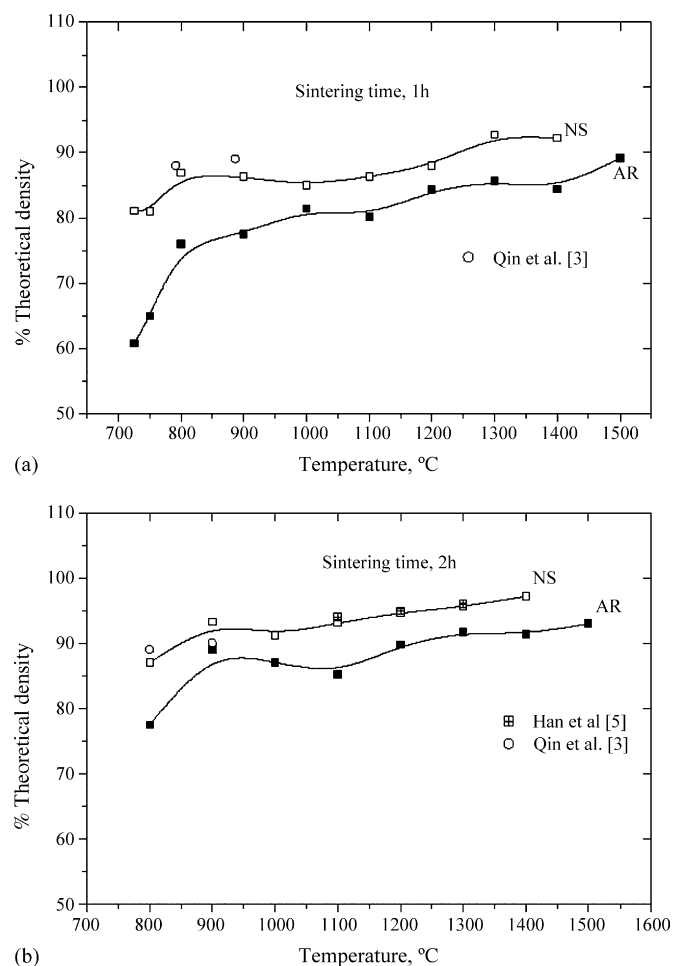 110
100
90
80
70
60
50
% Theoretical density
Sintering time, 1h
NS
AR
Qin et al. [3]
700 800 900 1000 1100 1200 1300 1400 1500
(a)
Temperature, ºC
110
100
90
80
70
60
50
% Theoretical density
Sintering time, 2h
NS
AR
Han et al [5]
Qin et al. [3]
700 800 900 1000 1100 1200 1300 1400 1500 1600
(b)
Temperature, ºC